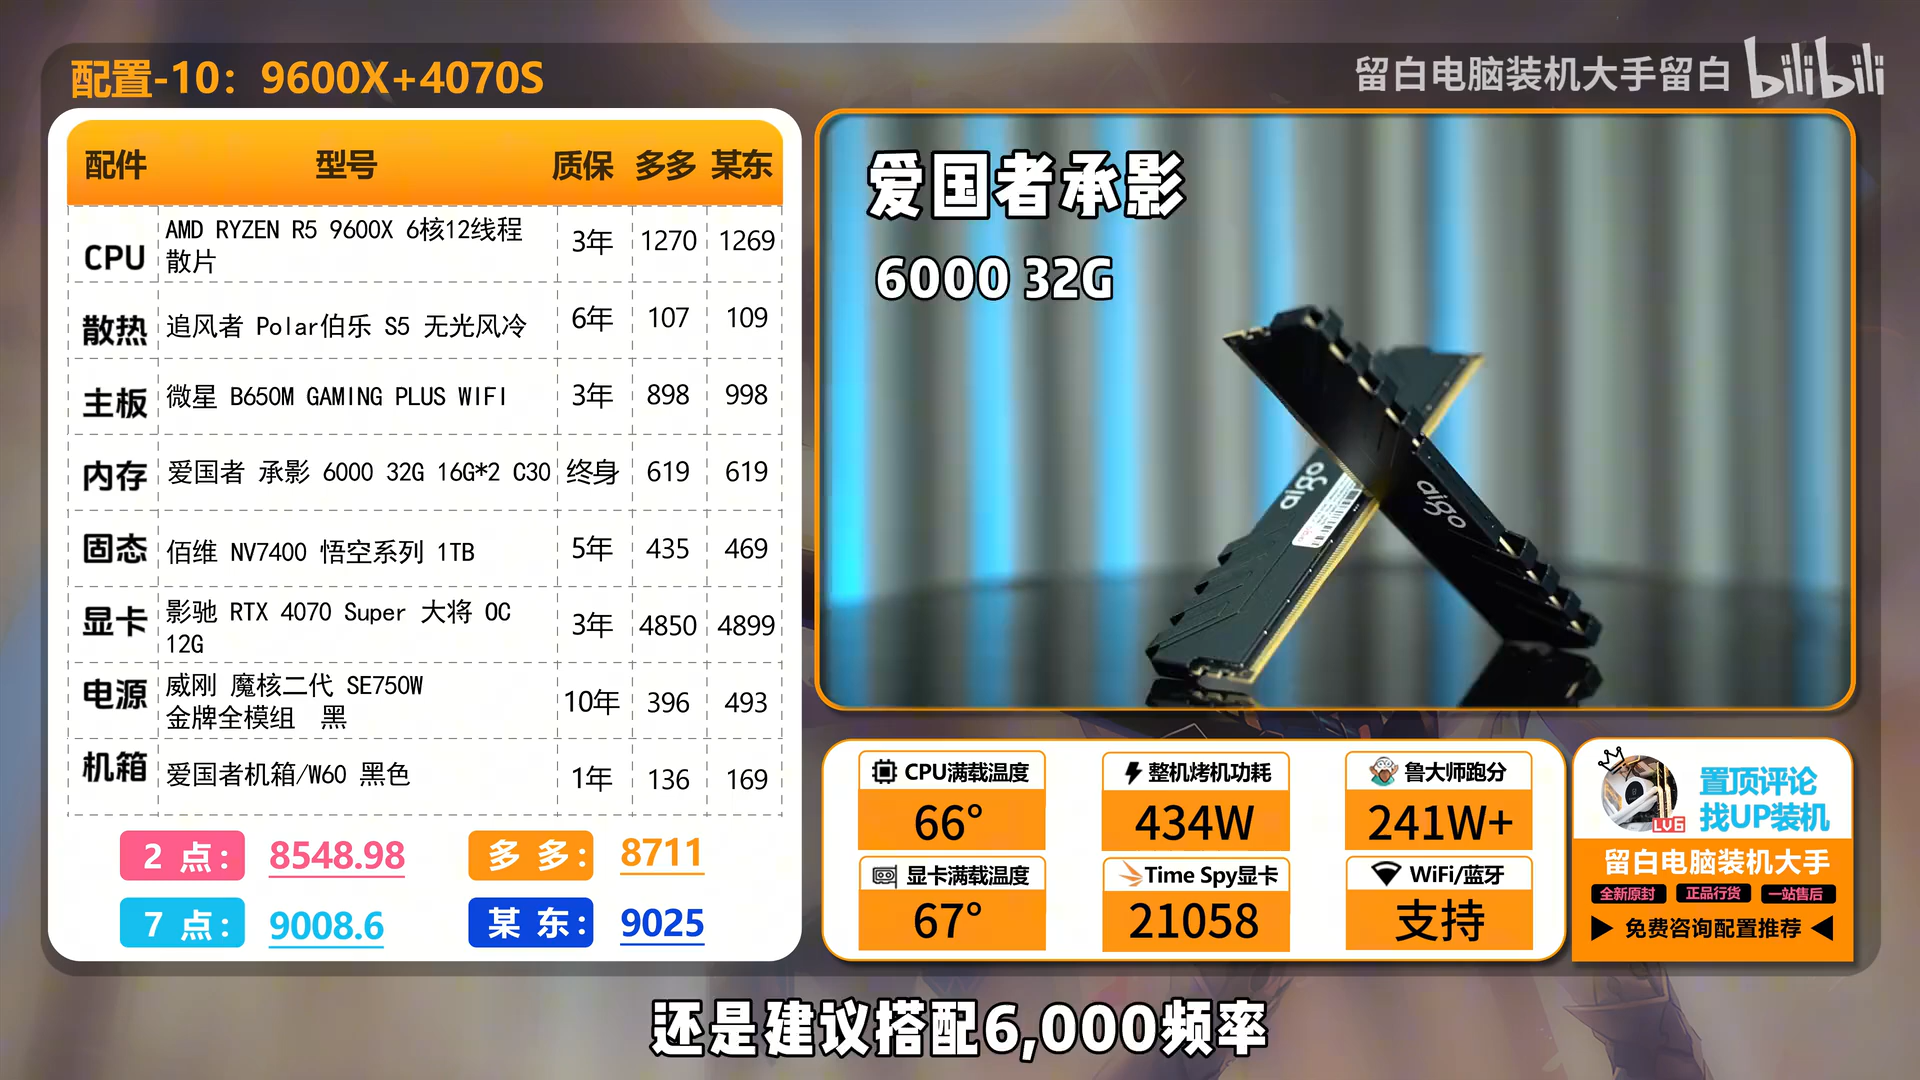 配置-10：9600X+4070S
留白电脑装机大手留白 bilibili
配件 型号 质保 多多 某东
CPU AMD RYZEN R5 9600X 6核12线程 散片 3年 1270 1269
散热 追风者 Polar伯乐 S5 无光风冷 6年 107 109
主板 微星 B650M GAMING PLUS WIFI 3年 898 998
内存 爱国者 承影 6000 32G 16G*2 C30 终身 619 619
固态 佰维 NV7400 悟空系列 1TB 5年 435 469
显卡 影驰 RTX 4070 Super 大将 OC 12G 3年 4850 4899
电源 威刚 魔核二代 SE750W 金牌全模组 黑 10年 396 493
机箱 爱国者机箱/W60 黑色 1年 136 169
2 点: 8548.98 多 多: 8711
7 点: 9008.6 某 东: 9025
爱国者承影
6000 32G
aigo
aigo
CPU满载温度 整机烤机功耗 鲁大师跑分
66° 434W 241W+
显卡满载温度 Time Spy显卡 WiFi/蓝牙
67° 21058 支持
LV6
置顶评论
找UP装机
留白电脑装机大手
全新原封 正品行货 一站售后
免费咨询配置推荐
还是建议搭配6,000频率